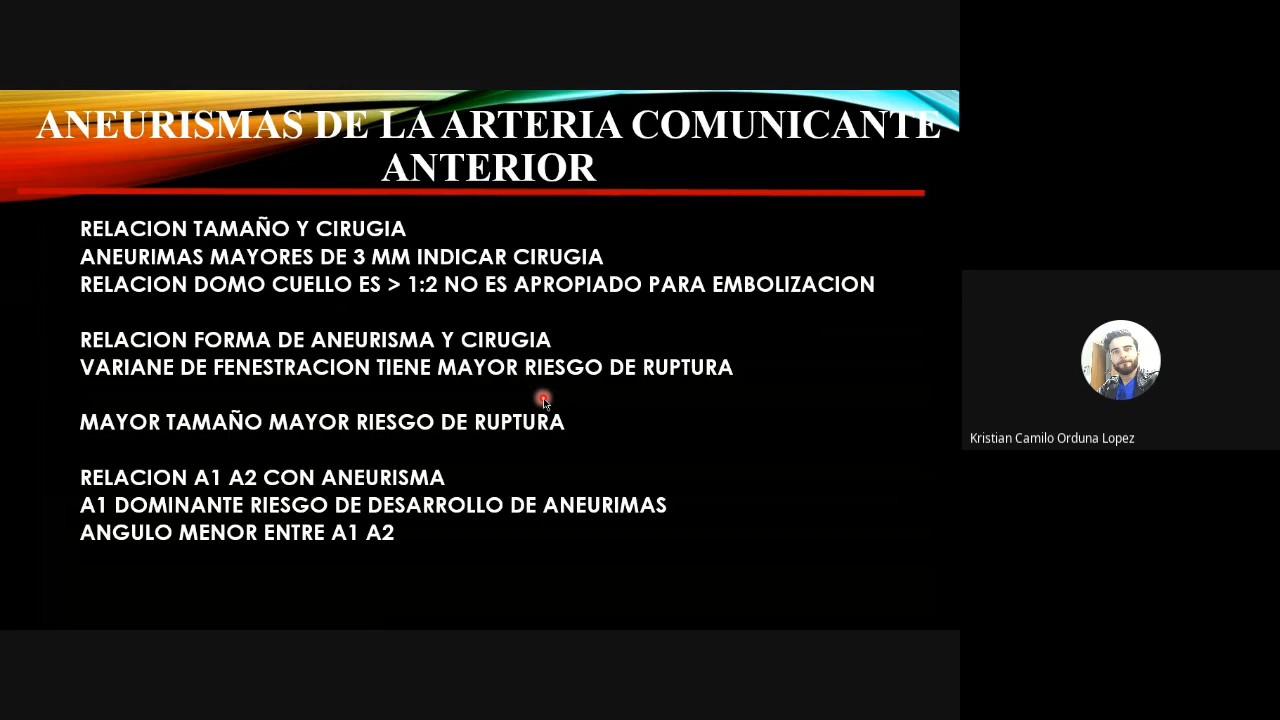 ANEURISMAS DE LA ARTERIA COMUNICANTE
ANTERIOR
RELACION TAMAÑO Y CIRUGIA
ANEURIMAS MAYORES DE 3 MM INDICAR CIRUGIA
RELACION DOMO CUELLO ES > 1:2 NO ES APROPIADO PARA EMBOLIZACION
RELACION FORMA DE ANEURISMA Y CIRUGIA
VARIANE DE FENESTRACION TIENE MAYOR RIESGO DE RUPTURA
MAYOR TAMAÑO MAYOR RIESGO DE RUPTURA
RELACION A1 A2 CON ANEURISMA
A1 DOMINANTE RIESGO DE DESARROLLO DE ANEURIMAS
ANGULO MENOR ENTRE A1 A2
Kristian Camilo Orduna Lopez